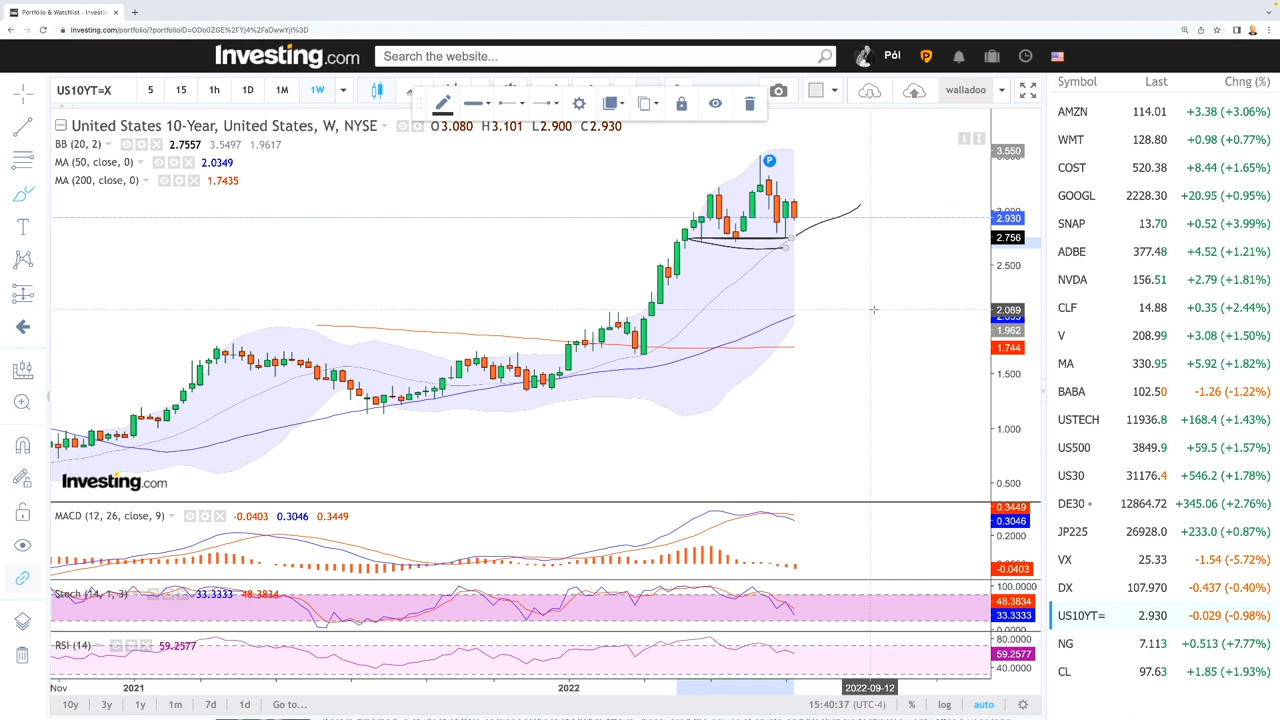 Portfolio & Watchlist - Investin
investing.com/portfolio/?portfolioID=ODo0ZGE%2FYj4%2FaDwwYjI%3D
Investing.com
Search the website...
Pól
US10YT=X
5
15
1h
1D
1M
1W
walladoo
United States 10-Year, United States, W, NYSE
O3.080 H3.101 L2.900 C2.930
BB (20, 2)
2.7557 3.5497 1.9617
MA (50, close, 0)
2.0349
MA (200, close, 0)
1.7435
P
3.550
2.930
2.756
2.500
2.089
1.962
1.744
1.500
1.000
0.500
Investing.com
MACD (12, 26, close, 9)
-0.0403 0.3046 0.3449
0.3449
0.3046
0.2000
-0.0403
Stoch (14, 1, 3)
33.3333 48.3834
100.0000
48.3834
33.3333
RSI (14)
59.2577
80.0000
59.2577
40.0000
Nov
2021
2022
2022-09-12
10y
3y
1y
1m
7d
1d
Go to...
15:40:37 (UTC-4)
%
log
auto
Symbol Last Chng (%)
AMZN 114.01 +3.38 (+3.06%)
WMT 128.80 +0.98 (+0.77%)
COST 520.38 +8.44 (+1.65%)
GOOGL 2228.30 +20.95 (+0.95%)
SNAP 13.70 +0.52 (+3.99%)
ADBE 377.48 +4.52 (+1.21%)
NVDA 156.51 +2.79 (+1.81%)
CLF 14.88 +0.35 (+2.44%)
V 208.99 +3.08 (+1.50%)
MA 330.95 +5.92 (+1.82%)
BABA 102.50 -1.26 (-1.22%)
USTECH 11936.8 +168.4 (+1.43%)
US500 3849.9 +59.5 (+1.57%)
US30 31176.4 +546.2 (+1.78%)
DE30 12864.72 +345.06 (+2.76%)
JP225 26928.0 +233.0 (+0.87%)
VX 25.33 -1.54 (-5.72%)
DX 107.970 -0.437 (-0.40%)
US10YT= 2.930 -0.029 (-0.98%)
NG 7.113 +0.513 (+7.77%)
CL 97.63 +1.85 (+1.93%)